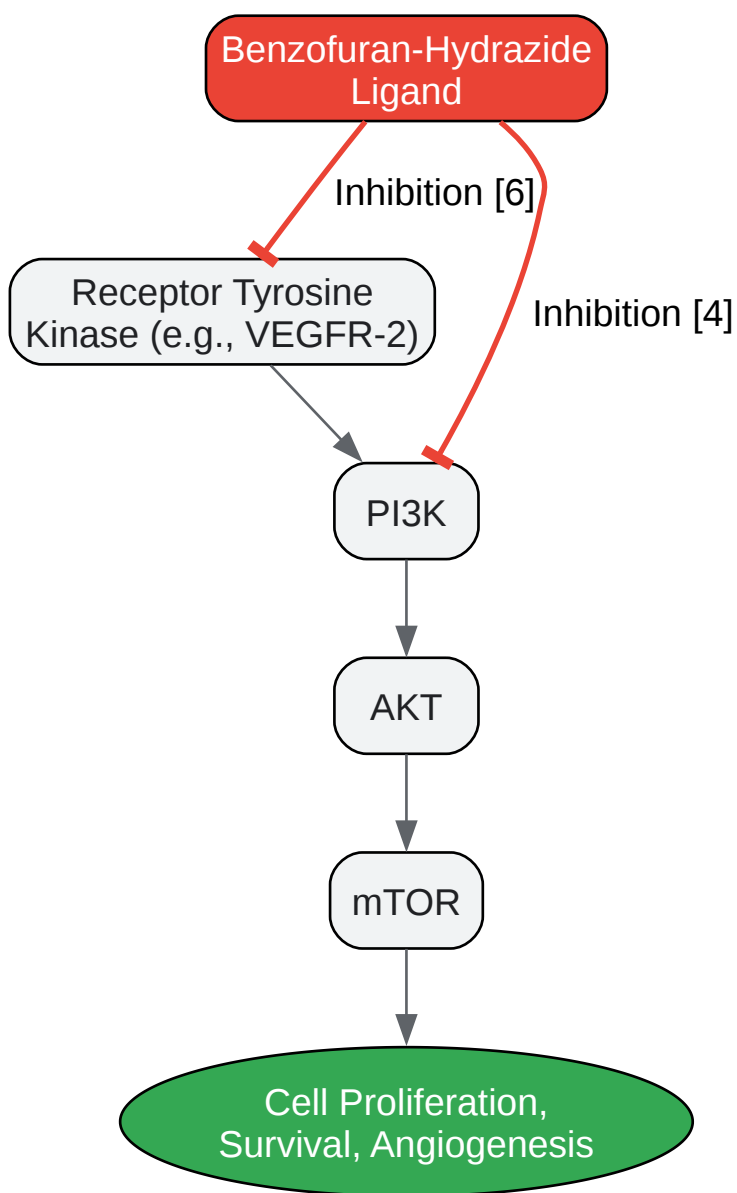 Benzofuran-Hydrazide
Ligand
Inhibition [6]
Receptor Tyrosine
Kinase (e.g., VEGFR-2)
Inhibition [4]
PI3K
AKT
mTOR
Cell Proliferation,
Survival, Angiogenesis